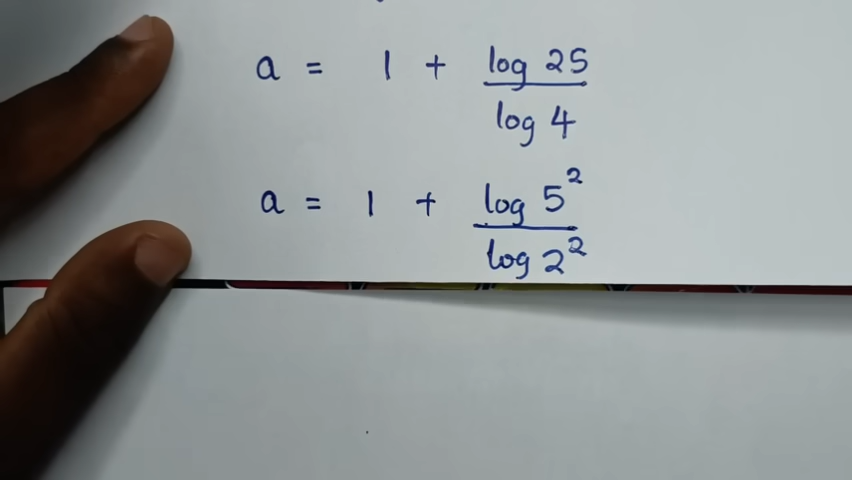 a = 1 + log 25 / log 4
a = 1 + log 5² / log 2²